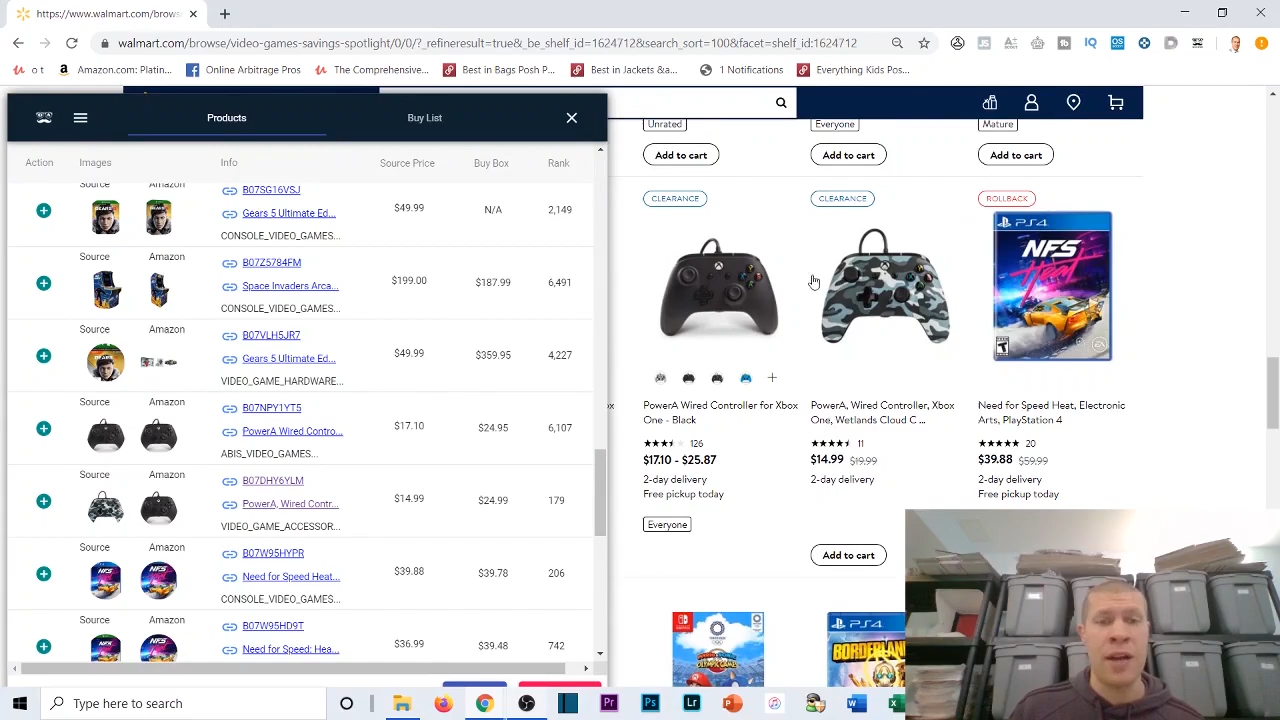 https://www.walmart.com/brows
walmart.com/browse/video-games-savings-spotlight/0/0/?_refineresult=true&_be_shelf_id=1624712&search_sort=100&facet=shelf_id:1624712
o t
Amazon.com: Platin...
Online Arbitrage Pros
The Comprehensive...
Best in Bags Posh P...
Best in Jackets &a...
1 Notifications
Everything Kids Pos...
Products
Buy List
Action
Images
Info
Source Price
Buy Box
Rank
Source
Amazon
B07SG16VSJ
Gears 5 Ultimate Ed...
CONSOLE_VIDEO_GAMES...
$49.99
N/A
2,149
Source
Amazon
B07Z5784FM
Space Invaders Arca...
CONSOLE_VIDEO_GAMES...
$199.00
$187.99
6,491
Source
Amazon
B07VLH5JR7
Gears 5 Ultimate Ed...
VIDEO_GAME_HARDWARE...
$49.99
$359.95
4,227
Source
Amazon
B07NPY1YT5
PowerA Wired Contro...
ABIS_VIDEO_GAMES...
$17.10
$24.95
6,107
Source
Amazon
B07DHY6YLM
PowerA, Wired Contr...
VIDEO_GAME_ACCESSOR...
$14.99
$24.99
179
Source
Amazon
B07W95HYPR
Need for Speed Heat...
CONSOLE_VIDEO_GAMES...
$39.88
$39.78
206
Source
Amazon
B07W95HD9T
Need for Speed: Hea...
$36.99
$39.48
742
Unrated
Everyone
Mature
Add to cart
Add to cart
Add to cart
CLEARANCE
CLEARANCE
ROLLBACK
PS4
NFS
Heat
T
EA
PowerA Wired Controller for Xbox
One - Black
126
$17.10 - $25.87
2-day delivery
Free pickup today
Everyone
PowerA, Wired Controller, Xbox
One, Wetlands Cloud C ...
11
$14.99 $19.99
2-day delivery
Add to cart
Need for Speed Heat, Electronic
Arts, PlayStation 4
20
$39.88 $59.99
2-day delivery
Free pickup today
PS4
BORDERLA
Type here to search